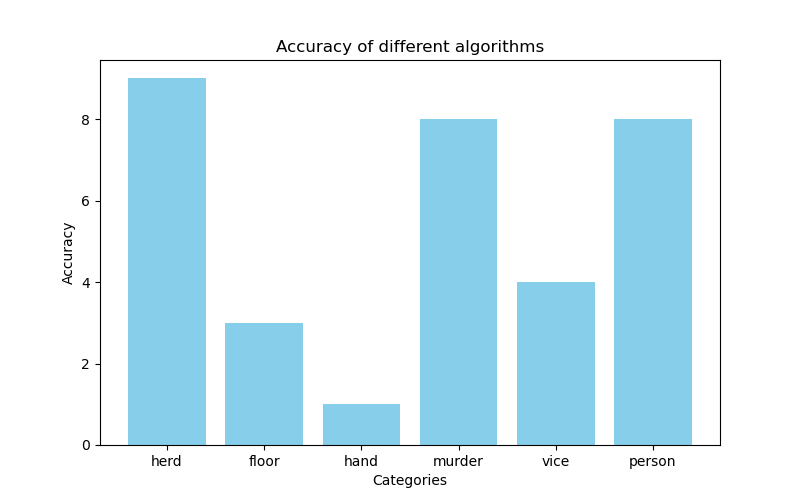 Accuracy of different algorithms
Accuracy
8
6
4
2
0
herd floor hand murder vice person
Categories